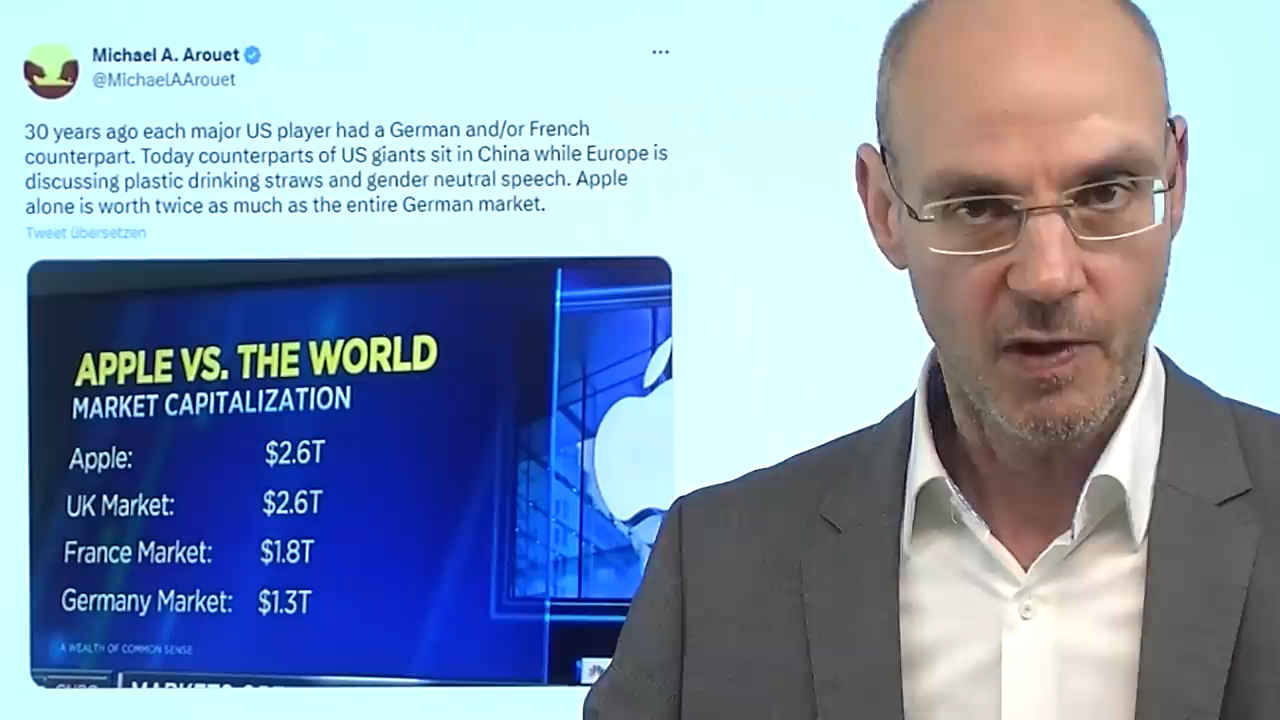 Michael A. Arouet
@MichaelAArouet
...
30 years ago each major US player had a German and/or French
counterpart. Today counterparts of US giants sit in China while Europe is
discussing plastic drinking straws and gender neutral speech. Apple
alone is worth twice as much as the entire German market.
Tweet übersetzen
APPLE VS. THE WORLD
MARKET CAPITALIZATION
Apple: $2.6T
UK Market: $2.6T
France Market: $1.8T
Germany Market: $1.3T
A WEALTH OF COMMON SENSE